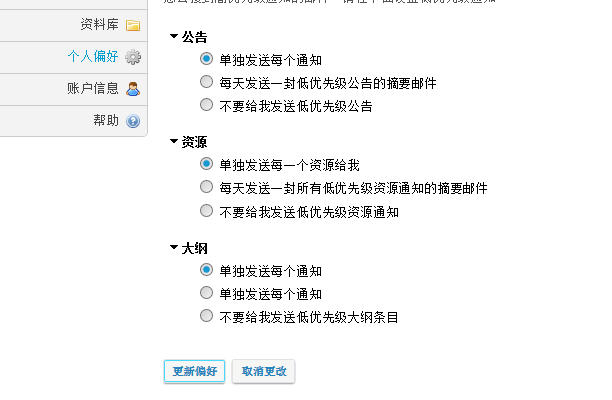 资料库
个人偏好
账户信息
帮助
公告
单独发送每个通知
每天发送一封低优先级公告的摘要邮件
不要给我发送低优先级公告
资源
单独发送每一个资源给我
每天发送一封所有低优先级资源通知的摘要邮件
不要给我发送低优先级资源通知
大纲
单独发送每个通知
单独发送每个通知
不要给我发送低优先级大纲条目
更新偏好 取消更改